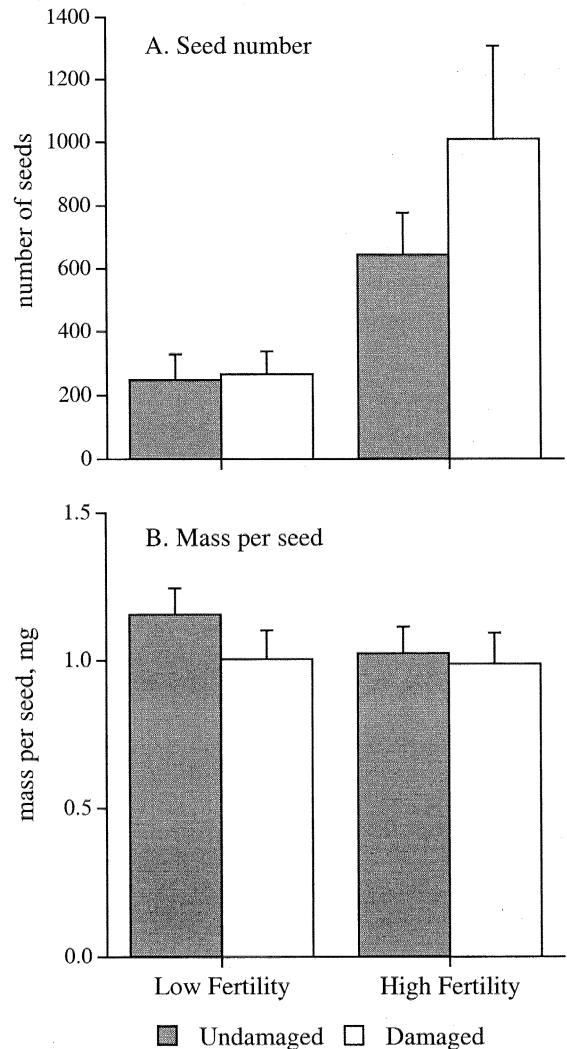 A. Seed number
1400
1200
1000
800
600
400
200
0
number of seeds
B. Mass per seed
1.5
1.0
0.5
0.0
mass per seed, mg
Low Fertility High Fertility
Undamaged Damaged